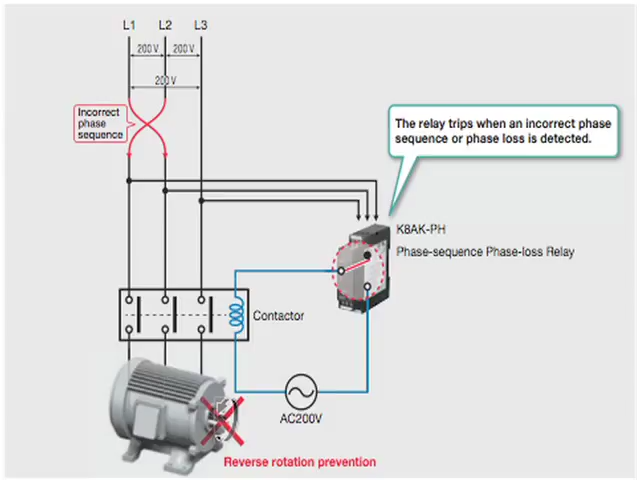 L1 L2 L3
200 V 200 V
200 V
Incorrect
phase
sequence
The relay trips when an incorrect phase
sequence or phase loss is detected.
K8AK-PH
Phase-sequence Phase-loss Relay
Contactor
AC200V
Reverse rotation prevention